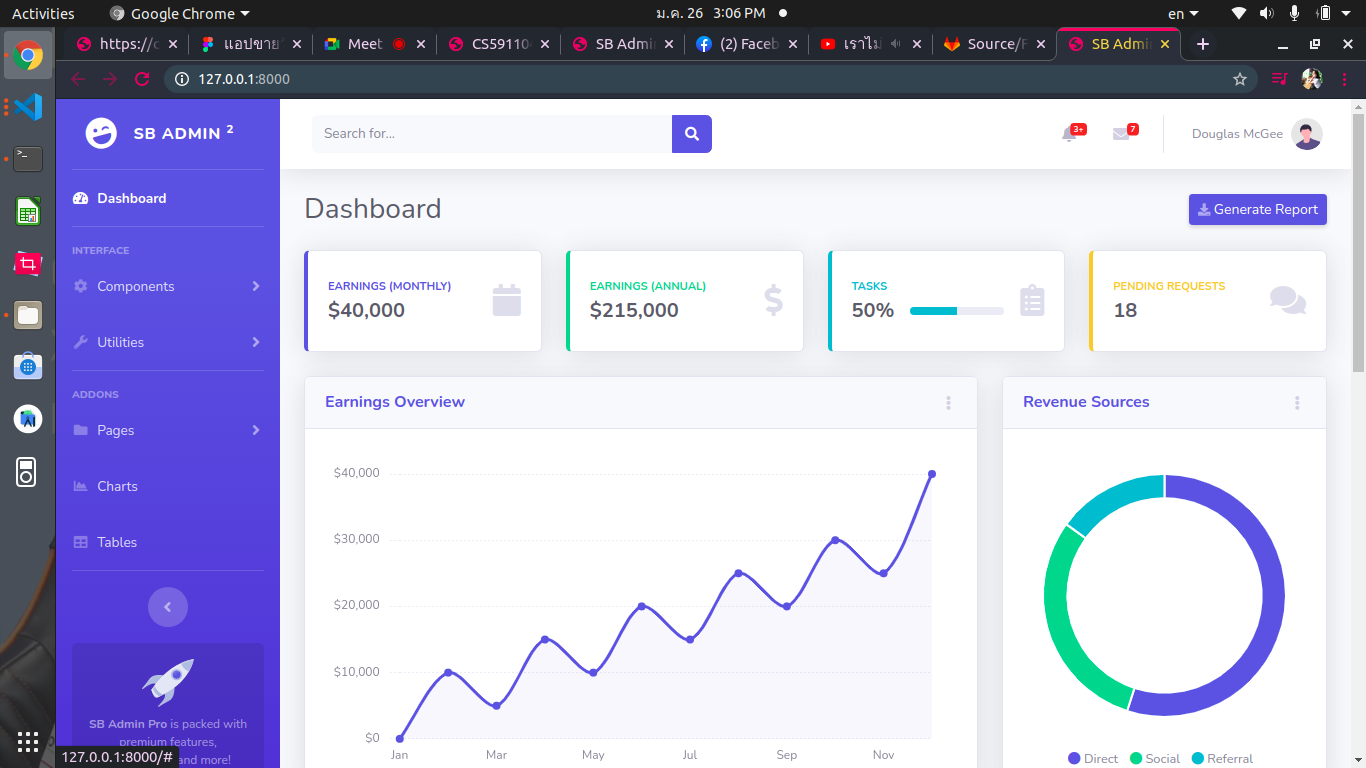 Activities
Google Chrome
ม.ค. 26 3:06 PM
en
https://c
แอปขาย
Meet
CS59110
SB Admi
(2) Faceb
เราไม่
Source/F
SB Admi
127.0.0.1:8000
SB ADMIN 2
Search for...
3+
7
Douglas McGee
Dashboard
Dashboard
Generate Report
INTERFACE
Components
Utilities
ADDONS
Pages
Charts
Tables
SB Admin Pro is packed with
premium features,
and more!
127.0.0.1:8000/#
EARNINGS (MONTHLY)
$40,000
EARNINGS (ANNUAL)
$215,000
TASKS
50%
PENDING REQUESTS
18
Earnings Overview
$40,000
$30,000
$20,000
$10,000
$0
Jan Mar May Jul Sep Nov
Revenue Sources
Direct Social Referral